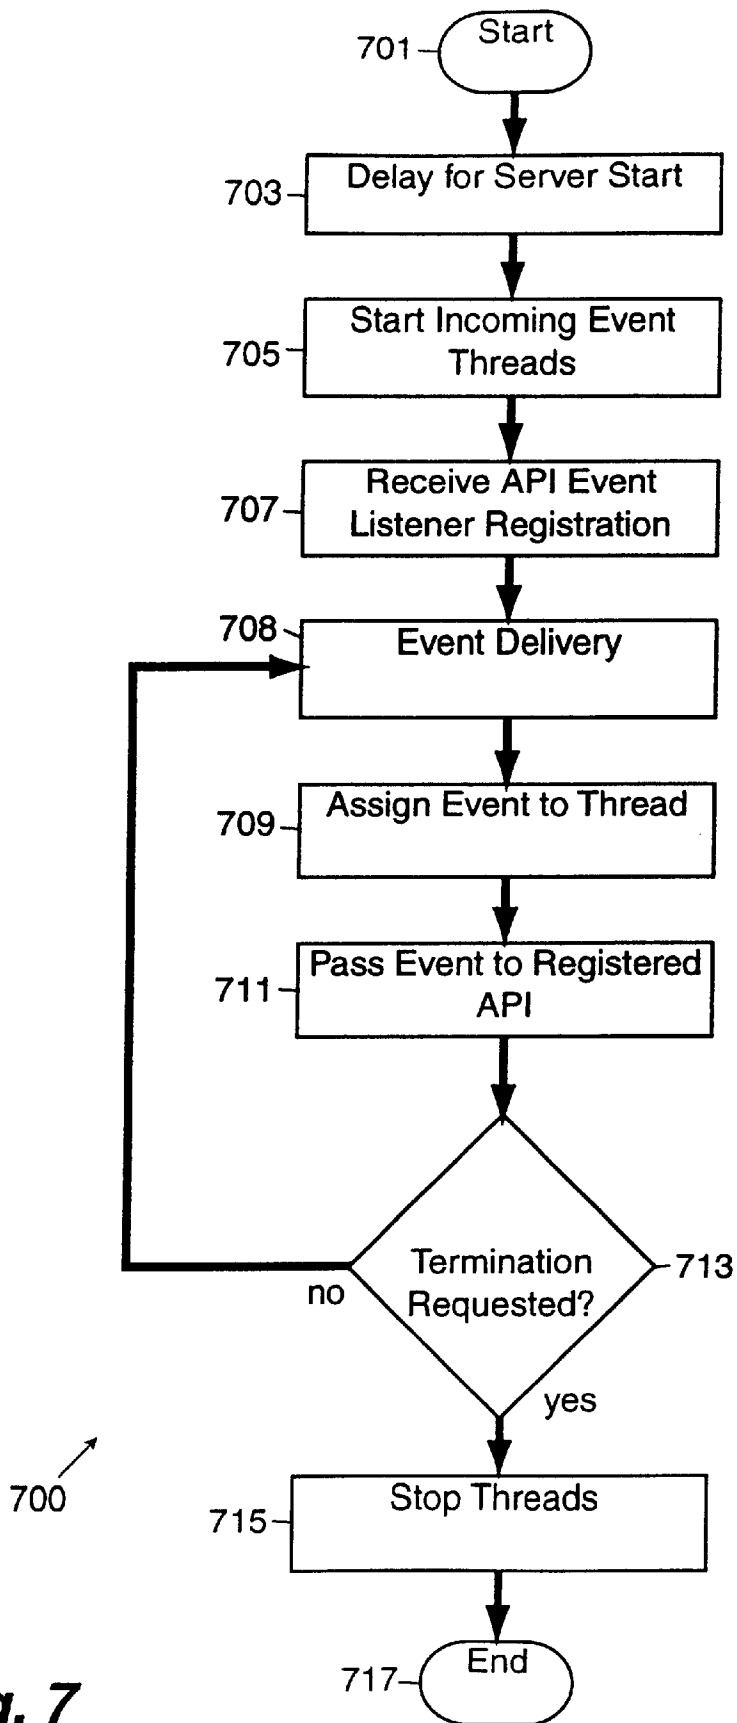 701
Start
703
Delay for Server Start
705
Start Incoming Event
Threads
707
Receive API Event
Listener Registration
708
Event Delivery
709
Assign Event to Thread
711
Pass Event to Registered
API
Termination
Requested?
713
no
yes
700
715
Stop Threads
717
End
7